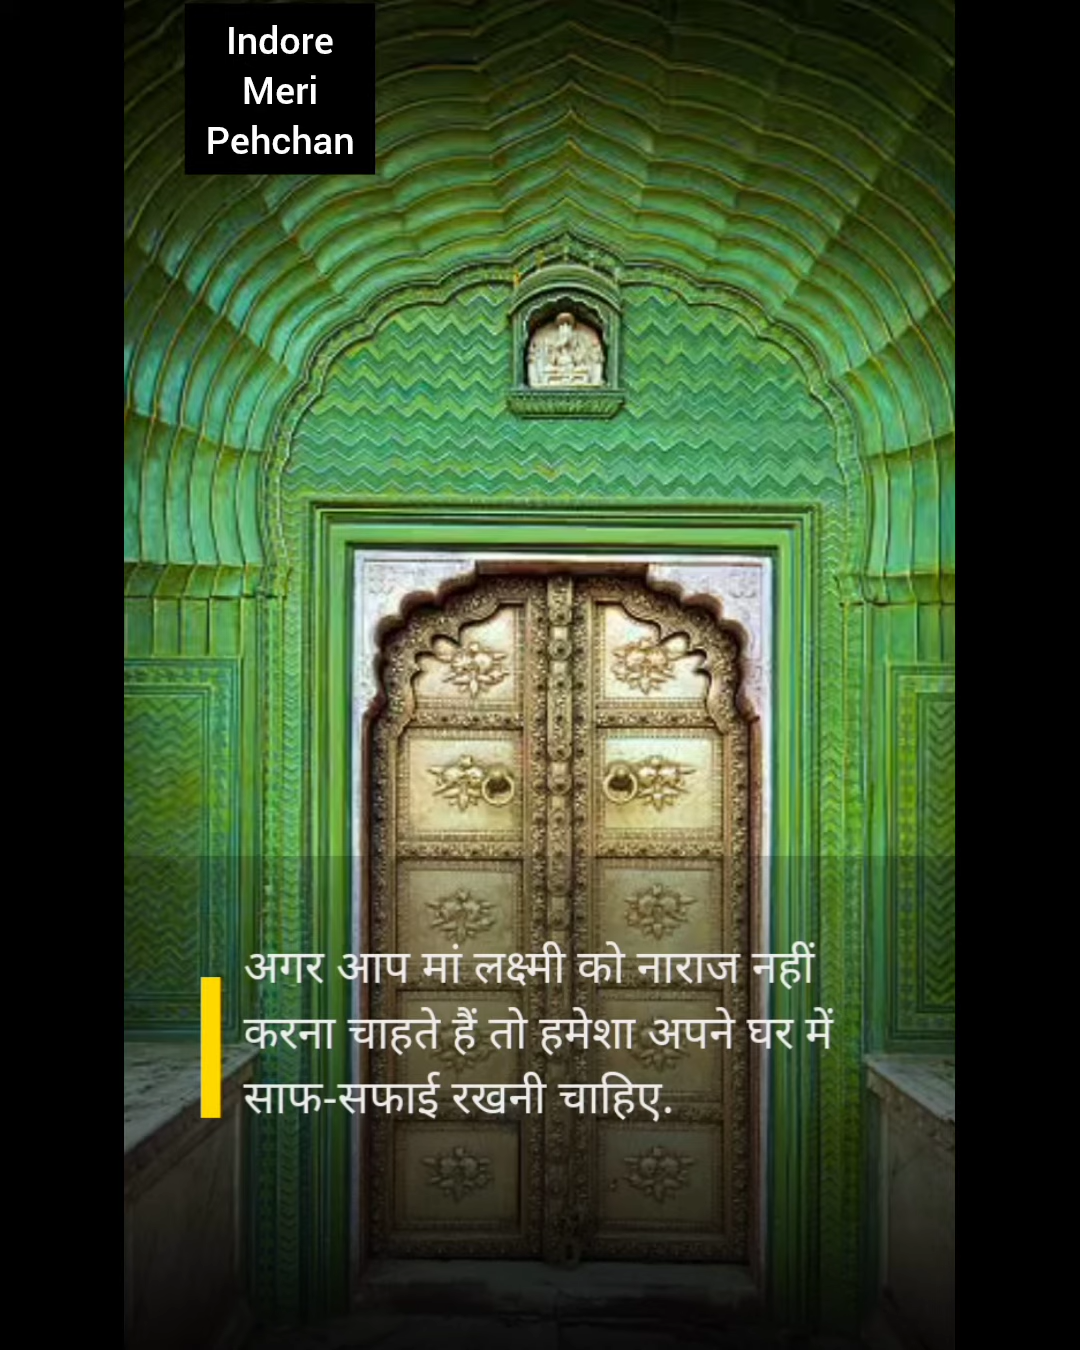 Indore
Meri
Pehchan
अगर आप मां लक्ष्मी को नाराज नहीं
करना चाहते हैं तो हमेशा अपने घर में
साफ-सफाई रखनी चाहिए.